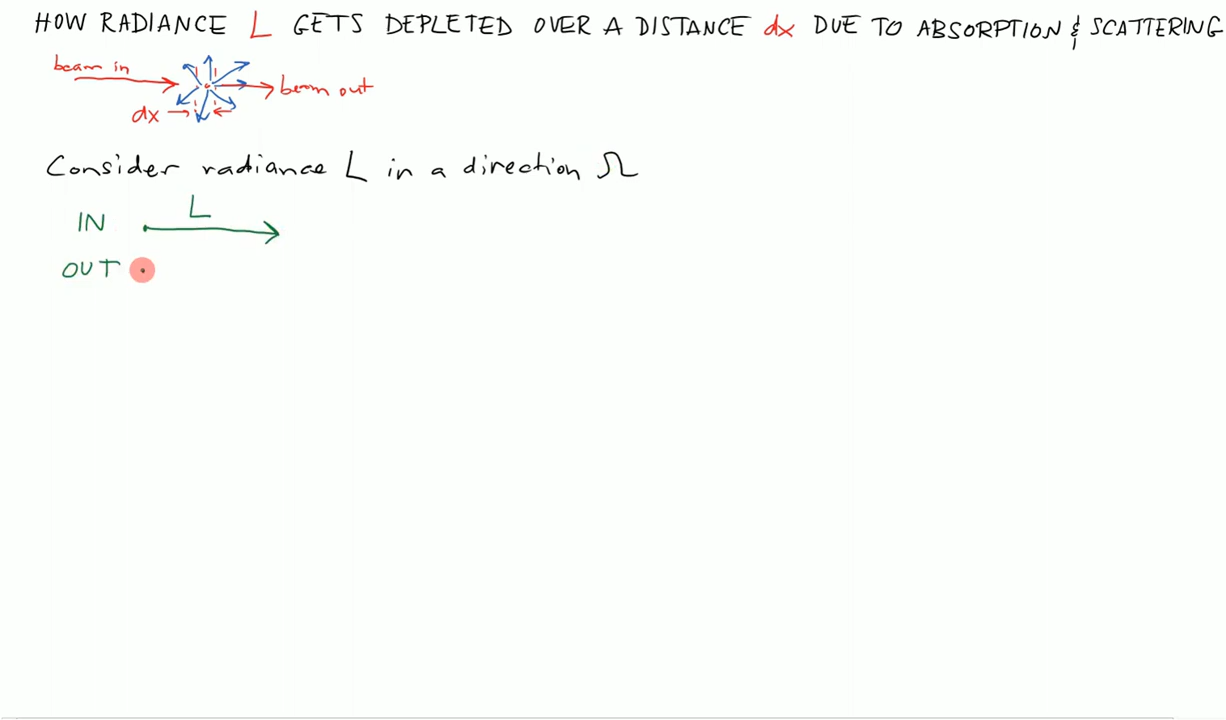 HOW RADIANCE L GETS DEPLETED OVER A DISTANCE dx DUE TO ABSORPTION & SCATTERING
beam in
beam out
dx
Consider radiance L in a direction Ω
L
IN
OUT